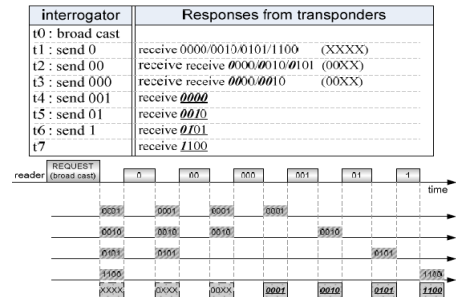 interrogator Responses from transponders
t0 : broad cast
t1 : send 0 receive 0000/0010/0101/1100 (XXXX)
t2 : send 00 receive receive 0000/0010/0101 (00XX)
t3 : send 000 receive receive 0000/0010 (00XX)
t4 : send 001 receive 0000
t5 : send 01 receive 0010
t6 : send 1 receive 0101
t7 receive 1100
reader REQUEST (broad cast) 0 00 000 001 01 1
time
0001 0001 0001 0001
0010 0010 0010 0010
0101 0101 0101
1100 1100
XXXX 0XXX 00XX 0001 0010 0101 1100